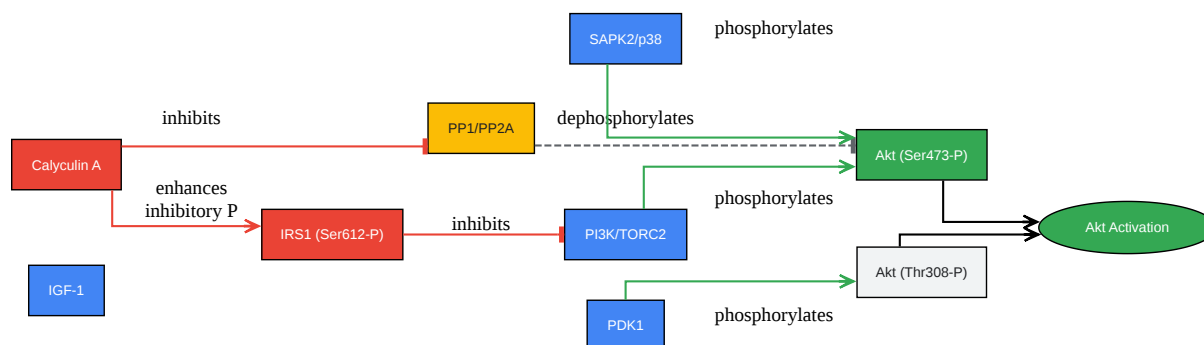 phosphorylates
SAPK2/p38
inhibits
PP1/PP2A
dephosphorylates
Calyculin A
Akt (Ser473-P)
enhances
inhibitory P
phosphorylates
IRS1 (Ser612-P)
inhibits
PI3K/TORC2
Akt Activation
Akt (Thr308-P)
IGF-1
phosphorylates
PDK1